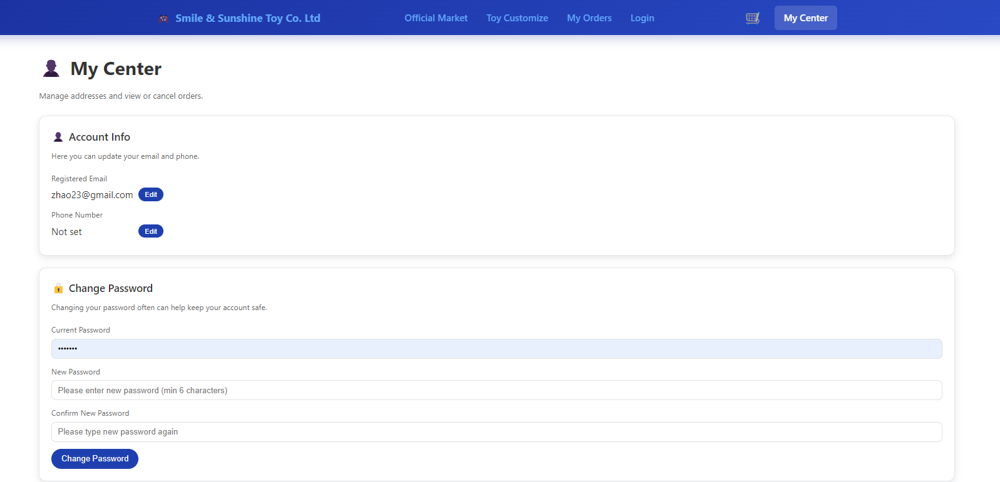 Smile & Sunshine Toy Co. Ltd
Official Market
Toy Customize
My Orders
Login
My Center
My Center
Manage addresses and view or cancel orders.
Account Info
Here you can update your email and phone.
Registered Email
zhao23@gmail.com Edit
Phone Number
Not set Edit
Change Password
Changing your password often can help keep your account safe.
Current Password
•••••••
New Password
Please enter new password (min 6 characters)
Confirm New Password
Please type new password again
Change Password